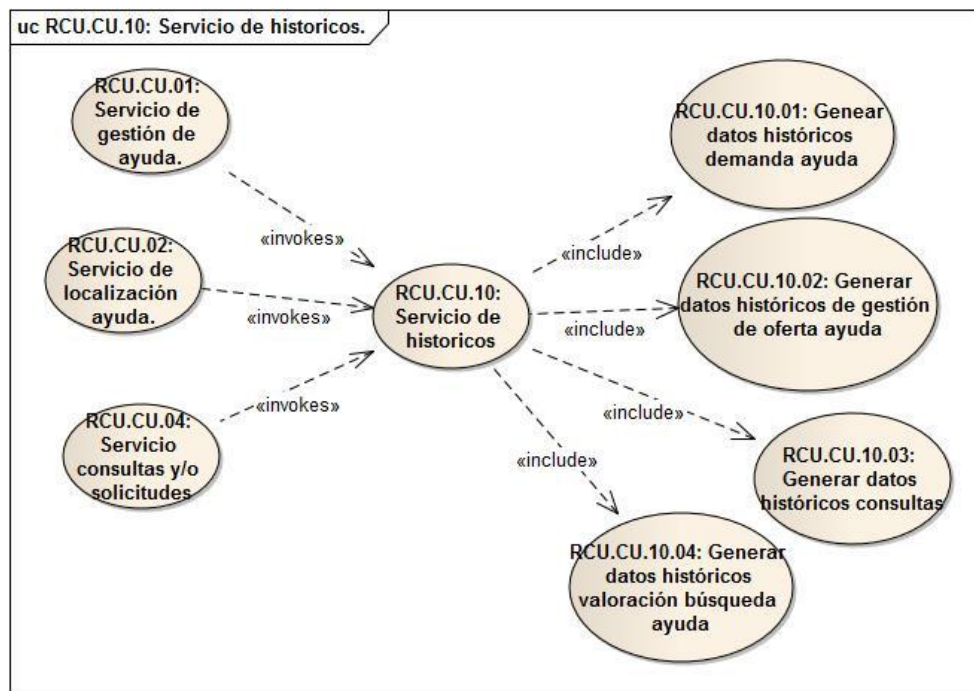 uc RCU.CU.10: Servicio de historicos.
RCU.CU.01:
Servicio de
gestión de
ayuda.
RCU.CU.02:
Servicio de
localización
ayuda.
RCU.CU.04:
Servicio
consultas y/o
solicitudes
«invokes»
«invokes»
«invokes»
RCU.CU.10:
Servicio de
historicos
«include»
«include»
«include»
«include»
RCU.CU.10.01: Genear
datos históricos
demanda ayuda
RCU.CU.10.02: Generar
datos históricos de gestión
de oferta ayuda
RCU.CU.10.03:
Generar datos
históricos consultas
RCU.CU.10.04: Generar
datos históricos
valoración búsqueda
ayuda